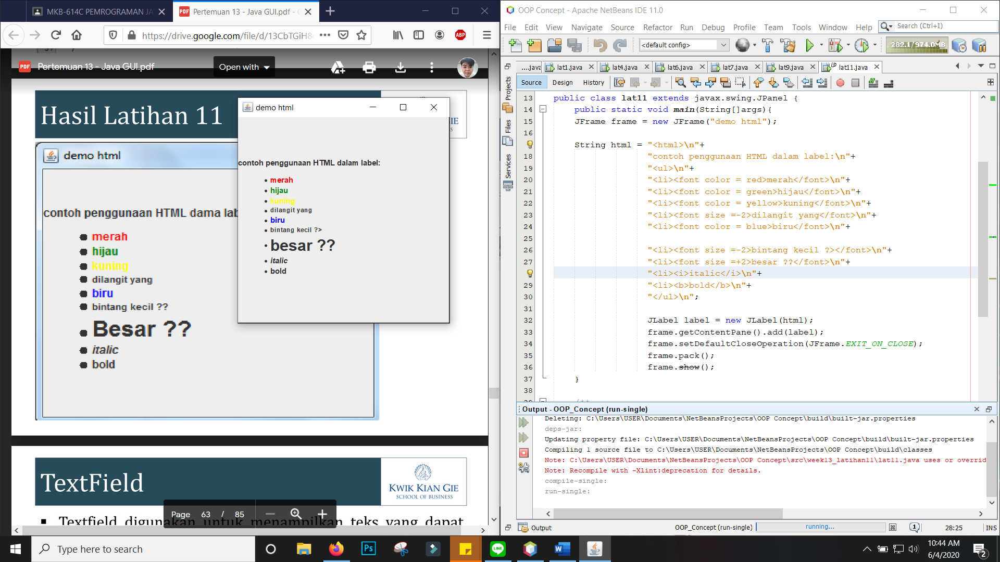 MKB-614C PEMROGRAMAN JA
Pertemuan 13 - Java GUI.pdf - G
https://drive.google.com/file/d/13CbTGiH8
ABP
PDF Pertemuan 13 - Java GUI.pdf
Open with
Hasil Latihan 11
demo html
contoh penggunaan HTML dama lab
merah
hijau
kuning
dilangit yang
biru
bintang kecil ??
Besar ??
italic
bold
demo html
contoh penggunaan HTML dalam label:
merah
hijau
kuning
dilangit yang
biru
bintang kecil ?>
besar ??
italic
bold
TextField
KWIK KIAN GIE
SCHOOL OF BUSINESS
Textfield digunakan untuk menampilkan teks yang dapat
Page 63 / 85
OOP Concept - Apache NetBeans IDE 11.0
File Edit View Navigate Source Refactor Run Debug Profile Team Tools Window Help Search (Ctrl+I)
<default config> 282.1/974.0MB
....java lat1.java lat4.java lat6.java lat7.java lat9.java lat11.java
Source Design History
Projects
Files
Services
13 public class lat11 extends javax.swing.JPanel {
14 public static void main(String[]args){
15 JFrame frame = new JFrame("demo html");
16
String html = "<html>\n"+
18 "contoh penggunaan HTML dalam label:\n"+
19 "<ul>\n"+
20 "<li><font color = red>merah</font>\n"+
21 "<li><font color = green>hijau</font>\n"+
22 "<li><font color = yellow>kuning</font>\n"+
23 "<li><font size =-2>dilangit yang</font>\n"+
24 "<li><font color = blue>biru</font>\n"+
25
26 "<li><font size =-2>bintang kecil ?></font>\n"+
27 "<li><font size =+2>besar ??</font>\n"+
"<li><i>italic</i>\n"+
29 "<li><b>bold</b>\n"+
30 "</ul>\n";
31
32 JLabel label = new JLabel(html);
33 frame.getContentPane().add(label);
34 frame.setDefaultCloseOperation(JFrame.EXIT_ON_CLOSE);
35 frame.pack();
36 frame.show();
37 }
38
/**
Output - OOP_Concept (run-single)
Deleting: C:\Users\USER\Documents\NetBeansProjects\OOP Concept\build\built-jar.properties
deps-jar:
Updating property file: C:\Users\USER\Documents\NetBeansProjects\OOP Concept\build\built-jar.properties
Compiling 1 source file to C:\Users\USER\Documents\NetBeansProjects\OOP Concept\build\classes
Note: C:\Users\USER\Documents\NetBeansProjects\OOP Concept\src\week13_latihan11\lat11.java uses or overrid
Note: Recompile with -Xlint:deprecation for details.
compile-single:
run-single:
Output OOP_Concept (run-single) running... 1 28:25 INS
Type here to search
Ps
LINE
W
10:44 AM
6/4/2020
2